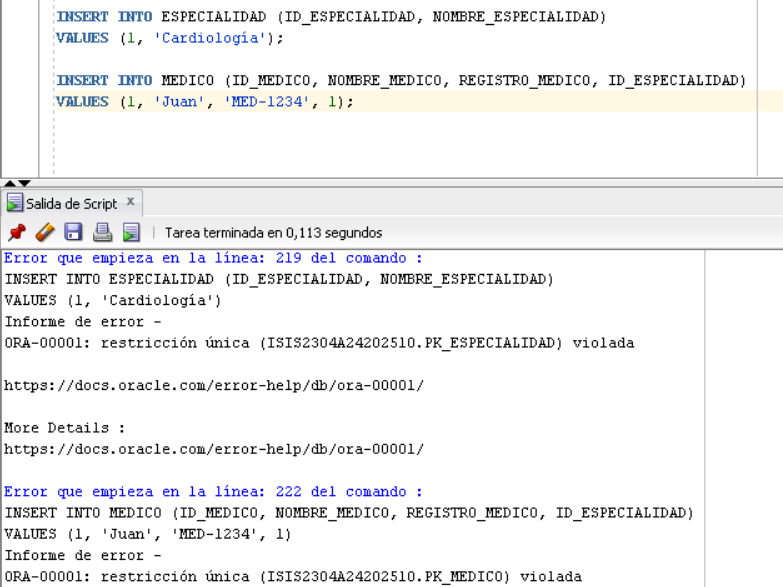 INSERT INTO ESPECIALIDAD (ID_ESPECIALIDAD, NOMBRE_ESPECIALIDAD)
VALUES (1, 'Cardiología');
INSERT INTO MEDICO (ID_MEDICO, NOMBRE_MEDICO, REGISTRO_MEDICO, ID_ESPECIALIDAD)
VALUES (1, 'Juan', 'MED-1234', 1);
Salida de Script x
Tarea terminada en 0,113 segundos
Error que empieza en la línea: 219 del comando :
INSERT INTO ESPECIALIDAD (ID_ESPECIALIDAD, NOMBRE_ESPECIALIDAD)
VALUES (1, 'Cardiología')
Informe de error -
ORA-00001: restricción única (ISIS2304A24202510.PK_ESPECIALIDAD) violada
https://docs.oracle.com/error-help/db/ora-00001/
More Details :
https://docs.oracle.com/error-help/db/ora-00001/
Error que empieza en la línea: 222 del comando :
INSERT INTO MEDICO (ID_MEDICO, NOMBRE_MEDICO, REGISTRO_MEDICO, ID_ESPECIALIDAD)
VALUES (1, 'Juan', 'MED-1234', 1)
Informe de error -
ORA-00001: restricción única (ISIS2304A24202510.PK_MEDICO) violada